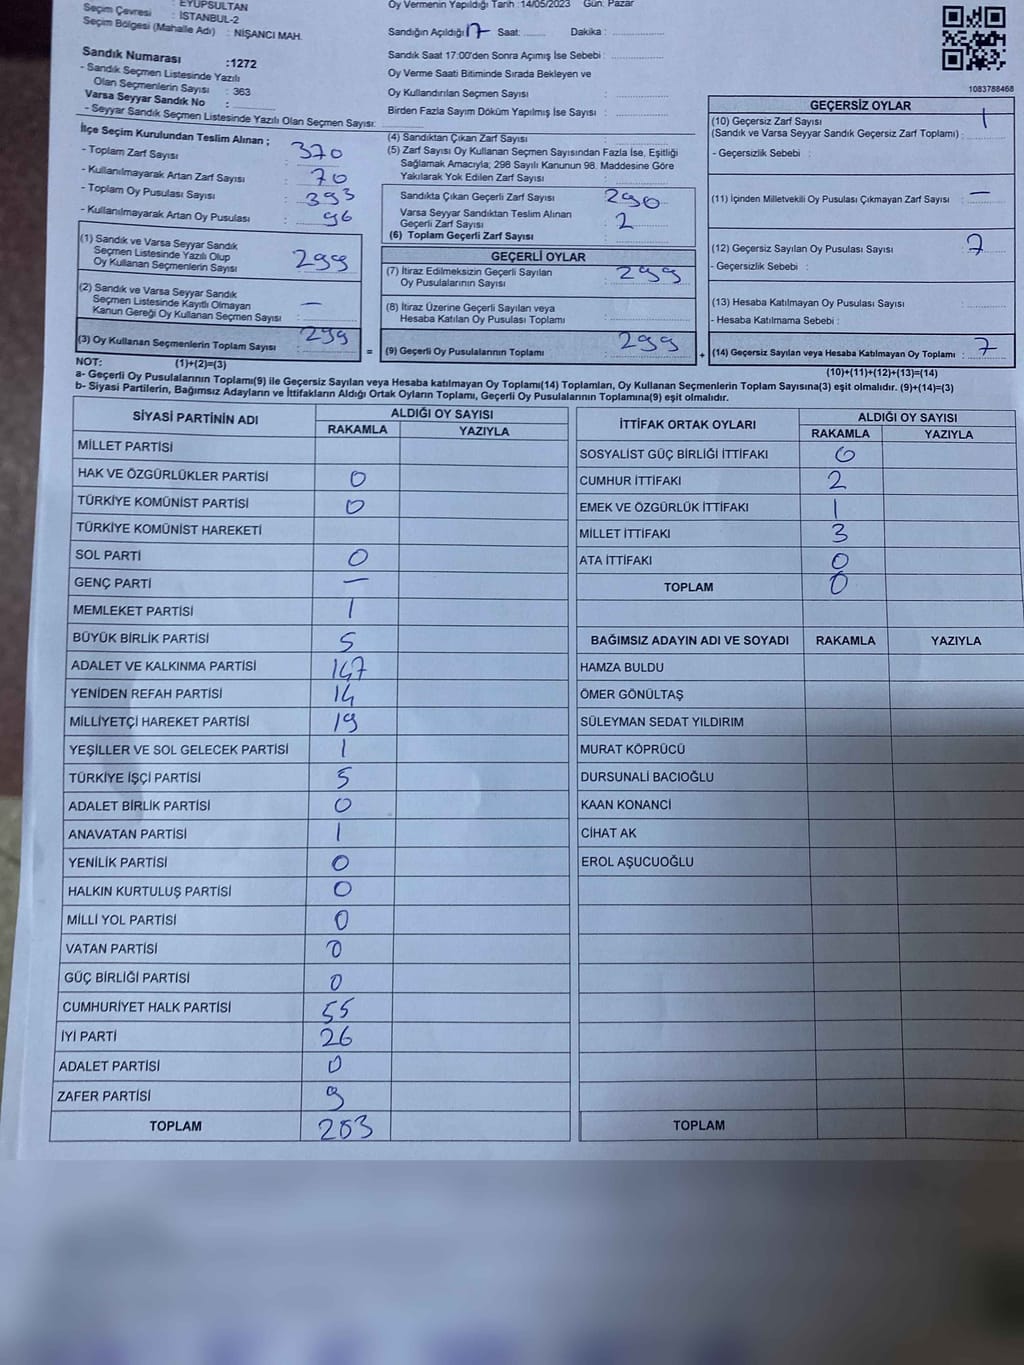 Seçim Çevresi : EYÜPSULTAN
: İSTANBUL-2
Seçim Bölgesi (Mahalle Adı) : NİŞANCI MAH.
Sandık Numarası :1272
- Sandık Seçmen Listesinde Yazılı
Olan Seçmenlerin Sayısı : 363
Varsa Seyyar Sandık No :
- Seyyar Sandık Seçmen Listesinde Yazılı Olan Seçmen Sayısı:
İlçe Seçim Kurulundan Teslim Alınan ;
- Toplam Zarf Sayısı : 370
- Kullanılmayarak Artan Zarf Sayısı : 70
- Toplam Oy Pusulası Sayısı : 393
- Kullanılmayarak Artan Oy Pusulası : 96
(1) Sandık ve Varsa Seyyar Sandık
Seçmen Listesinde Yazılı Olup
Oy Kullanan Seçmenlerin Sayısı : 299
(2) Sandık ve Varsa Seyyar Sandık
Seçmen Listesinde Kayıtlı Olmayan
Kanun Gereği Oy Kullanan Seçmen Sayısı : —
(3) Oy Kullanan Seçmenlerin Toplam Sayısı : 299
(1)+(2)=(3)
Oy Vermenin Yapıldığı Tarih :14/05/2023 Gün: Pazar
Sandığın Açıldığı 17 Saat: Dakika :
Sandık Saat 17:00'den Sonra Açımış İse Sebebi :
Oy Verme Saati Bitiminde Sırada Bekleyen ve
Oy Kullandırılan Seçmen Sayısı :
Birden Fazla Sayım Döküm Yapılmış İse Sayısı :
(4) Sandıktan Çıkan Zarf Sayısı :
(5) Zarf Sayısı Oy Kullanan Seçmen Sayısından Fazla İse, Eşitliği
Sağlamak Amacıyla; 298 Sayılı Kanunun 98. Maddesine Göre
Yakılarak Yok Edilen Zarf Sayısı :
Sandıkta Çıkan Geçerli Zarf Sayısı : 290
Varsa Seyyar Sandıktan Teslim Alınan
Geçerli Zarf Sayısı : 2
(6) Toplam Geçerli Zarf Sayısı :
GEÇERLİ OYLAR
(7) İtiraz Edilmeksizin Geçerli Sayılan
Oy Pusulalarının Sayısı : 299
(8) İtiraz Üzerine Geçerli Sayılan veya
Hesaba Katılan Oy Pusulası Toplamı :
= (9) Geçerli Oy Pusulalarının Toplamı : 299
1083788468
GEÇERSİZ OYLAR
(10) Geçersiz Zarf Sayısı
(Sandık ve Varsa Seyyar Sandık Geçersiz Zarf Toplamı) : 1
- Geçersizlik Sebebi :
(11) İçinden Milletvekili Oy Pusulası Çıkmayan Zarf Sayısı : —
(12) Geçersiz Sayılan Oy Pusulası Sayısı : 7
- Geçersizlik Sebebi :
(13) Hesaba Katılmayan Oy Pusulası Sayısı :
- Hesaba Katılmama Sebebi :
+ (14) Geçersiz Sayılan veya Hesaba Katılmayan Oy Toplamı : 7
(10)+(11)+(12)+(13)=(14)
NOT:
a- Geçerli Oy Pusulalarının Toplamı(9) ile Geçersiz Sayılan veya Hesaba katılmayan Oy Toplamı(14) Toplamları, Oy Kullanan Seçmenlerin Toplam Sayısına(3) eşit olmalıdır. (9)+(14)=(3)
b- Siyasi Partilerin, Bağımsız Adayların ve İttifakların Aldığı Ortak Oyların Toplamı, Geçerli Oy Pusulalarının Toplamına(9) eşit olmalıdır.
SİYASİ PARTİNİN ADI ALDIĞI OY SAYISI
RAKAMLA YAZIYLA
MİLLET PARTİSİ
HAK VE ÖZGÜRLÜKLER PARTİSİ 0
TÜRKİYE KOMÜNİST PARTİSİ 0
TÜRKİYE KOMÜNİST HAREKETİ
SOL PARTİ 0
GENÇ PARTİ —
MEMLEKET PARTİSİ 1
BÜYÜK BİRLİK PARTİSİ 5
ADALET VE KALKINMA PARTİSİ 147
YENİDEN REFAH PARTİSİ 14
MİLLİYETÇİ HAREKET PARTİSİ 19
YEŞİLLER VE SOL GELECEK PARTİSİ 1
TÜRKİYE İŞÇİ PARTİSİ 5
ADALET BİRLİK PARTİSİ 0
ANAVATAN PARTİSİ 1
YENİLİK PARTİSİ 0
HALKIN KURTULUŞ PARTİSİ 0
MİLLİ YOL PARTİSİ 0
VATAN PARTİSİ 0
GÜÇ BİRLİĞİ PARTİSİ 0
CUMHURİYET HALK PARTİSİ 55
İYİ PARTİ 26
ADALET PARTİSİ 0
ZAFER PARTİSİ 9
TOPLAM 283
İTTİFAK ORTAK OYLARI ALDIĞI OY SAYISI
RAKAMLA YAZIYLA
SOSYALİST GÜÇ BİRLİĞİ İTTİFAKI 0
CUMHUR İTTİFAKI 2
EMEK VE ÖZGÜRLÜK İTTİFAKI 1
MİLLET İTTİFAKI 3
ATA İTTİFAKI 0
TOPLAM 0
BAĞIMSIZ ADAYIN ADI VE SOYADI RAKAMLA YAZIYLA
HAMZA BULDU
ÖMER GÖNÜLTAŞ
SÜLEYMAN SEDAT YILDIRIM
MURAT KÖPRÜCÜ
DURSUNALİ BACIOĞLU
KAAN KONANCİ
CİHAT AK
EROL AŞUCUOĞLU
TOPLAM